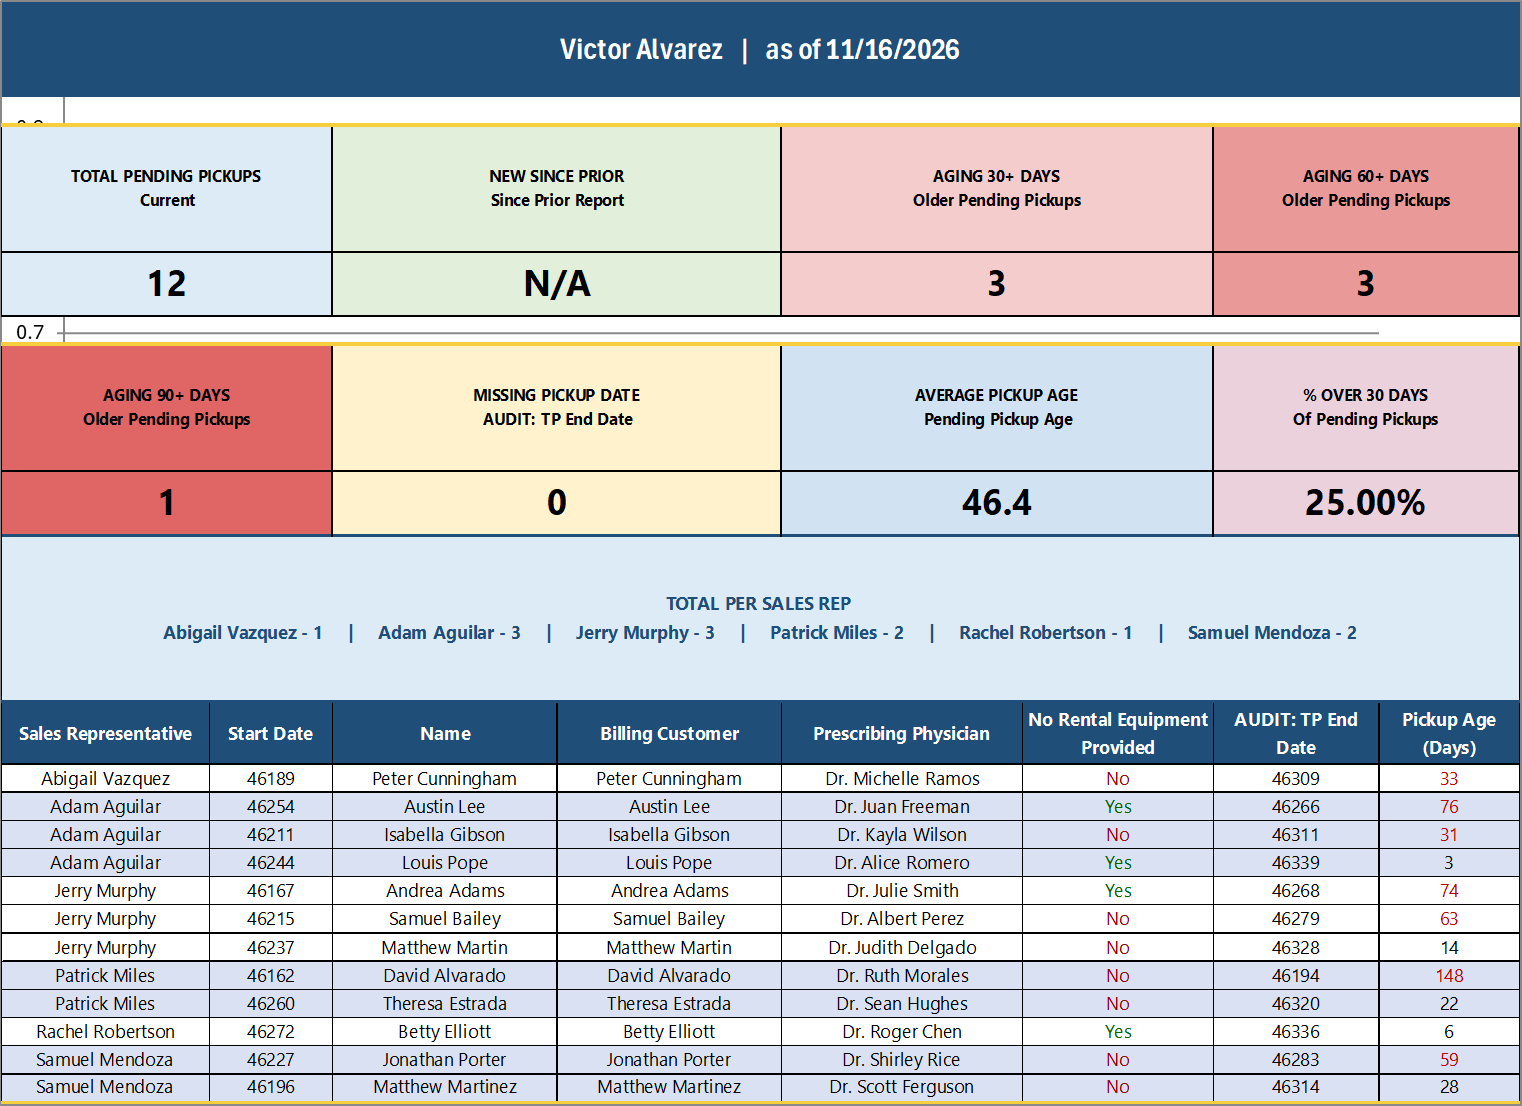 Victor Alvarez | as of 11/16/2026
TOTAL PENDING PICKUPS
Current
NEW SINCE PRIOR
Since Prior Report
AGING 30+ DAYS
Older Pending Pickups
AGING 60+ DAYS
Older Pending Pickups
12
N/A
3
3
0.7
AGING 90+ DAYS
Older Pending Pickups
MISSING PICKUP DATE
AUDIT: TP End Date
AVERAGE PICKUP AGE
Pending Pickup Age
% OVER 30 DAYS
Of Pending Pickups
1
0
46.4
25.00%
TOTAL PER SALES REP
Abigail Vazquez - 1 | Adam Aguilar - 3 | Jerry Murphy - 3 | Patrick Miles - 2 | Rachel Robertson - 1 | Samuel Mendoza - 2
Sales Representative
Start Date
Name
Billing Customer
Prescribing Physician
No Rental Equipment
Provided
AUDIT: TP End
Date
Pickup Age
(Days)
Abigail Vazquez 46189 Peter Cunningham Peter Cunningham Dr. Michelle Ramos No 46309 33
Adam Aguilar 46254 Austin Lee Austin Lee Dr. Juan Freeman Yes 46266 76
Adam Aguilar 46211 Isabella Gibson Isabella Gibson Dr. Kayla Wilson No 46311 31
Adam Aguilar 46244 Louis Pope Louis Pope Dr. Alice Romero Yes 46339 3
Jerry Murphy 46167 Andrea Adams Andrea Adams Dr. Julie Smith Yes 46268 74
Jerry Murphy 46215 Samuel Bailey Samuel Bailey Dr. Albert Perez No 46279 63
Jerry Murphy 46237 Matthew Martin Matthew Martin Dr. Judith Delgado No 46328 14
Patrick Miles 46162 David Alvarado David Alvarado Dr. Ruth Morales No 46194 148
Patrick Miles 46260 Theresa Estrada Theresa Estrada Dr. Sean Hughes No 46320 22
Rachel Robertson 46272 Betty Elliott Betty Elliott Dr. Roger Chen Yes 46336 6
Samuel Mendoza 46227 Jonathan Porter Jonathan Porter Dr. Shirley Rice No 46283 59
Samuel Mendoza 46196 Matthew Martinez Matthew Martinez Dr. Scott Ferguson No 46314 28